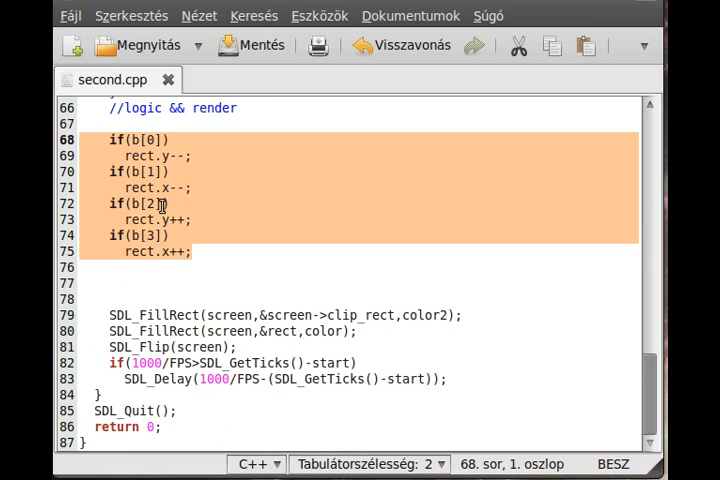 Fájl Szerkesztés Nézet Keresés Eszközök Dokumentumok Súgó
Megnyitás Mentés Visszavonás
second.cpp
66 //logic && render
67
68 if(b[0])
69 rect.y--;
70 if(b[1])
71 rect.x--;
72 if(b[2])
73 rect.y++;
74 if(b[3])
75 rect.x++;
76
77
78
79 SDL_FillRect(screen,&screen->clip_rect,color2);
80 SDL_FillRect(screen,&rect,color);
81 SDL_Flip(screen);
82 if(1000/FPS>SDL_GetTicks()-start)
83 SDL_Delay(1000/FPS-(SDL_GetTicks()-start));
84 }
85 SDL_Quit();
86 return 0;
87 }
C++ Tabulátorszélesség: 2 68. sor, 1. oszlop BESZ